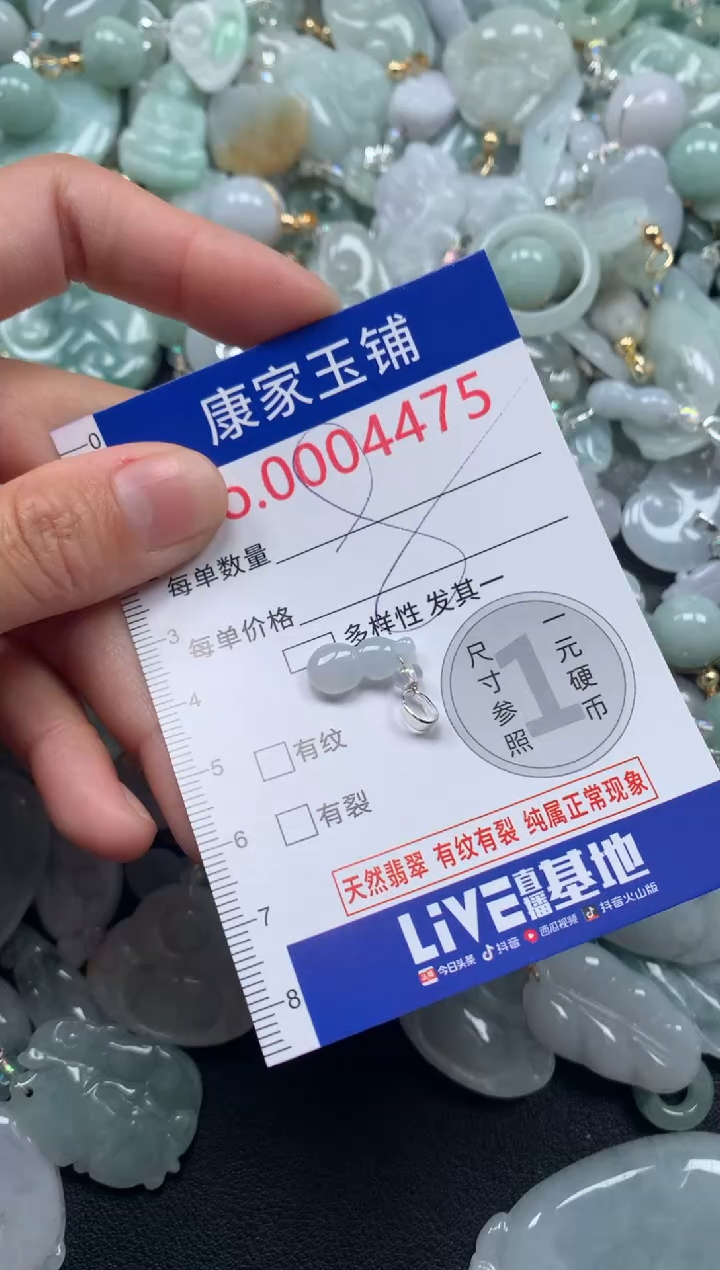 康家玉铺
.0004475
每单数量
每单价格
多样性 发其一
有纹
有裂
尺寸参照
1
一元硬币
天然翡翠 有纹有裂 纯属正常现象
LiVE直播基地
今日头条 抖音 西瓜视频 抖音火山版
0
3
4
5
6
7
8